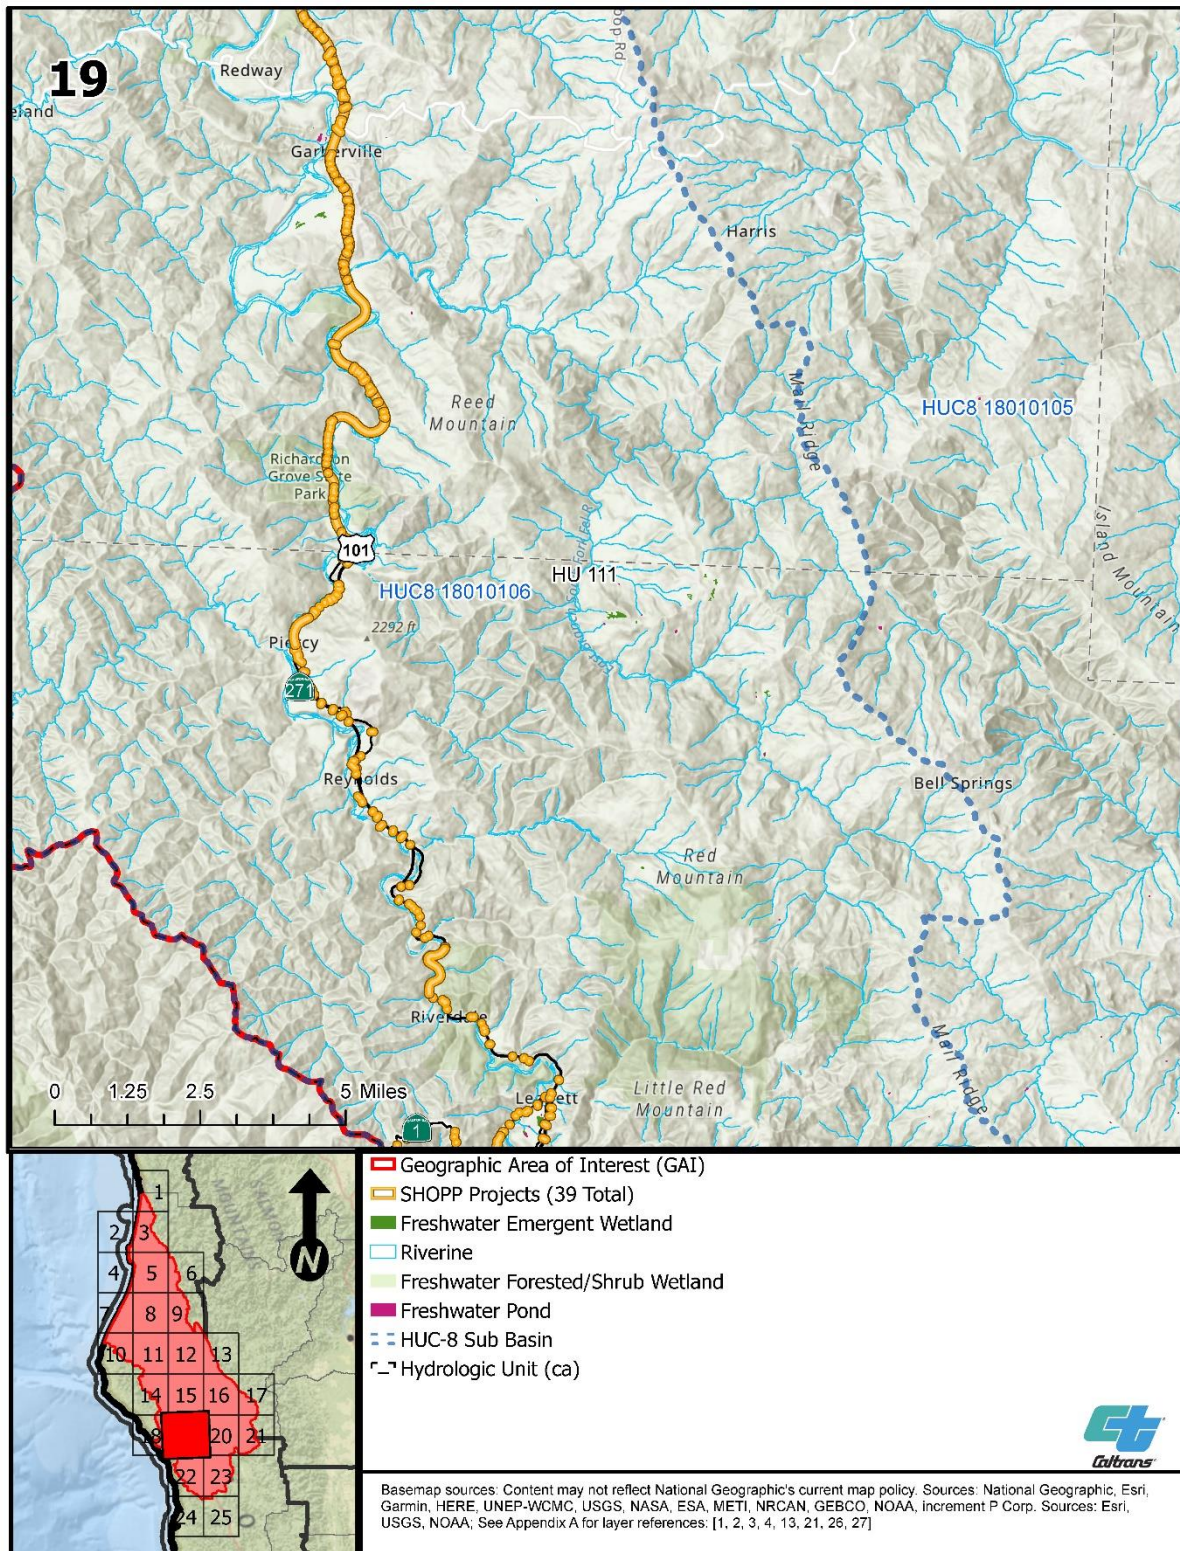 19
Redway
eland
oop Rd
Garberville
Harris
Mail Ridge
HUC8 18010105
Reed
Mountain
Richardson
Grove State
Park
101
HU 111
HUC8 18010106
Island Mountain
2292 ft
Piercy
271
Reynolds
Bell Springs
Red
Mountain
Riverdale
Mail Ridge
Leggett
Little Red
Mountain
0 1.25 2.5 5 Miles
1
Geographic Area of Interest (GAI)
SHOPP Projects (39 Total)
Freshwater Emergent Wetland
Riverine
Freshwater Forested/Shrub Wetland
Freshwater Pond
HUC-8 Sub Basin
Hydrologic Unit (ca)
1
2 3
4 5 6
7 8 9
10 11 12 13
14 15 16 17
18 20 21
22 23
24 25
MOUNTAIN
N
Caltrans
Basemap sources: Content may not reflect National Geographic's current map policy. Sources: National Geographic, Esri,
Garmin, HERE, UNEP-WCMC, USGS, NASA, ESA, METI, NRCAN, GEBCO, NOAA, increment P Corp. Sources: Esri,
USGS, NOAA; See Appendix A for layer references: [1, 2, 3, 4, 13, 21, 26, 27]